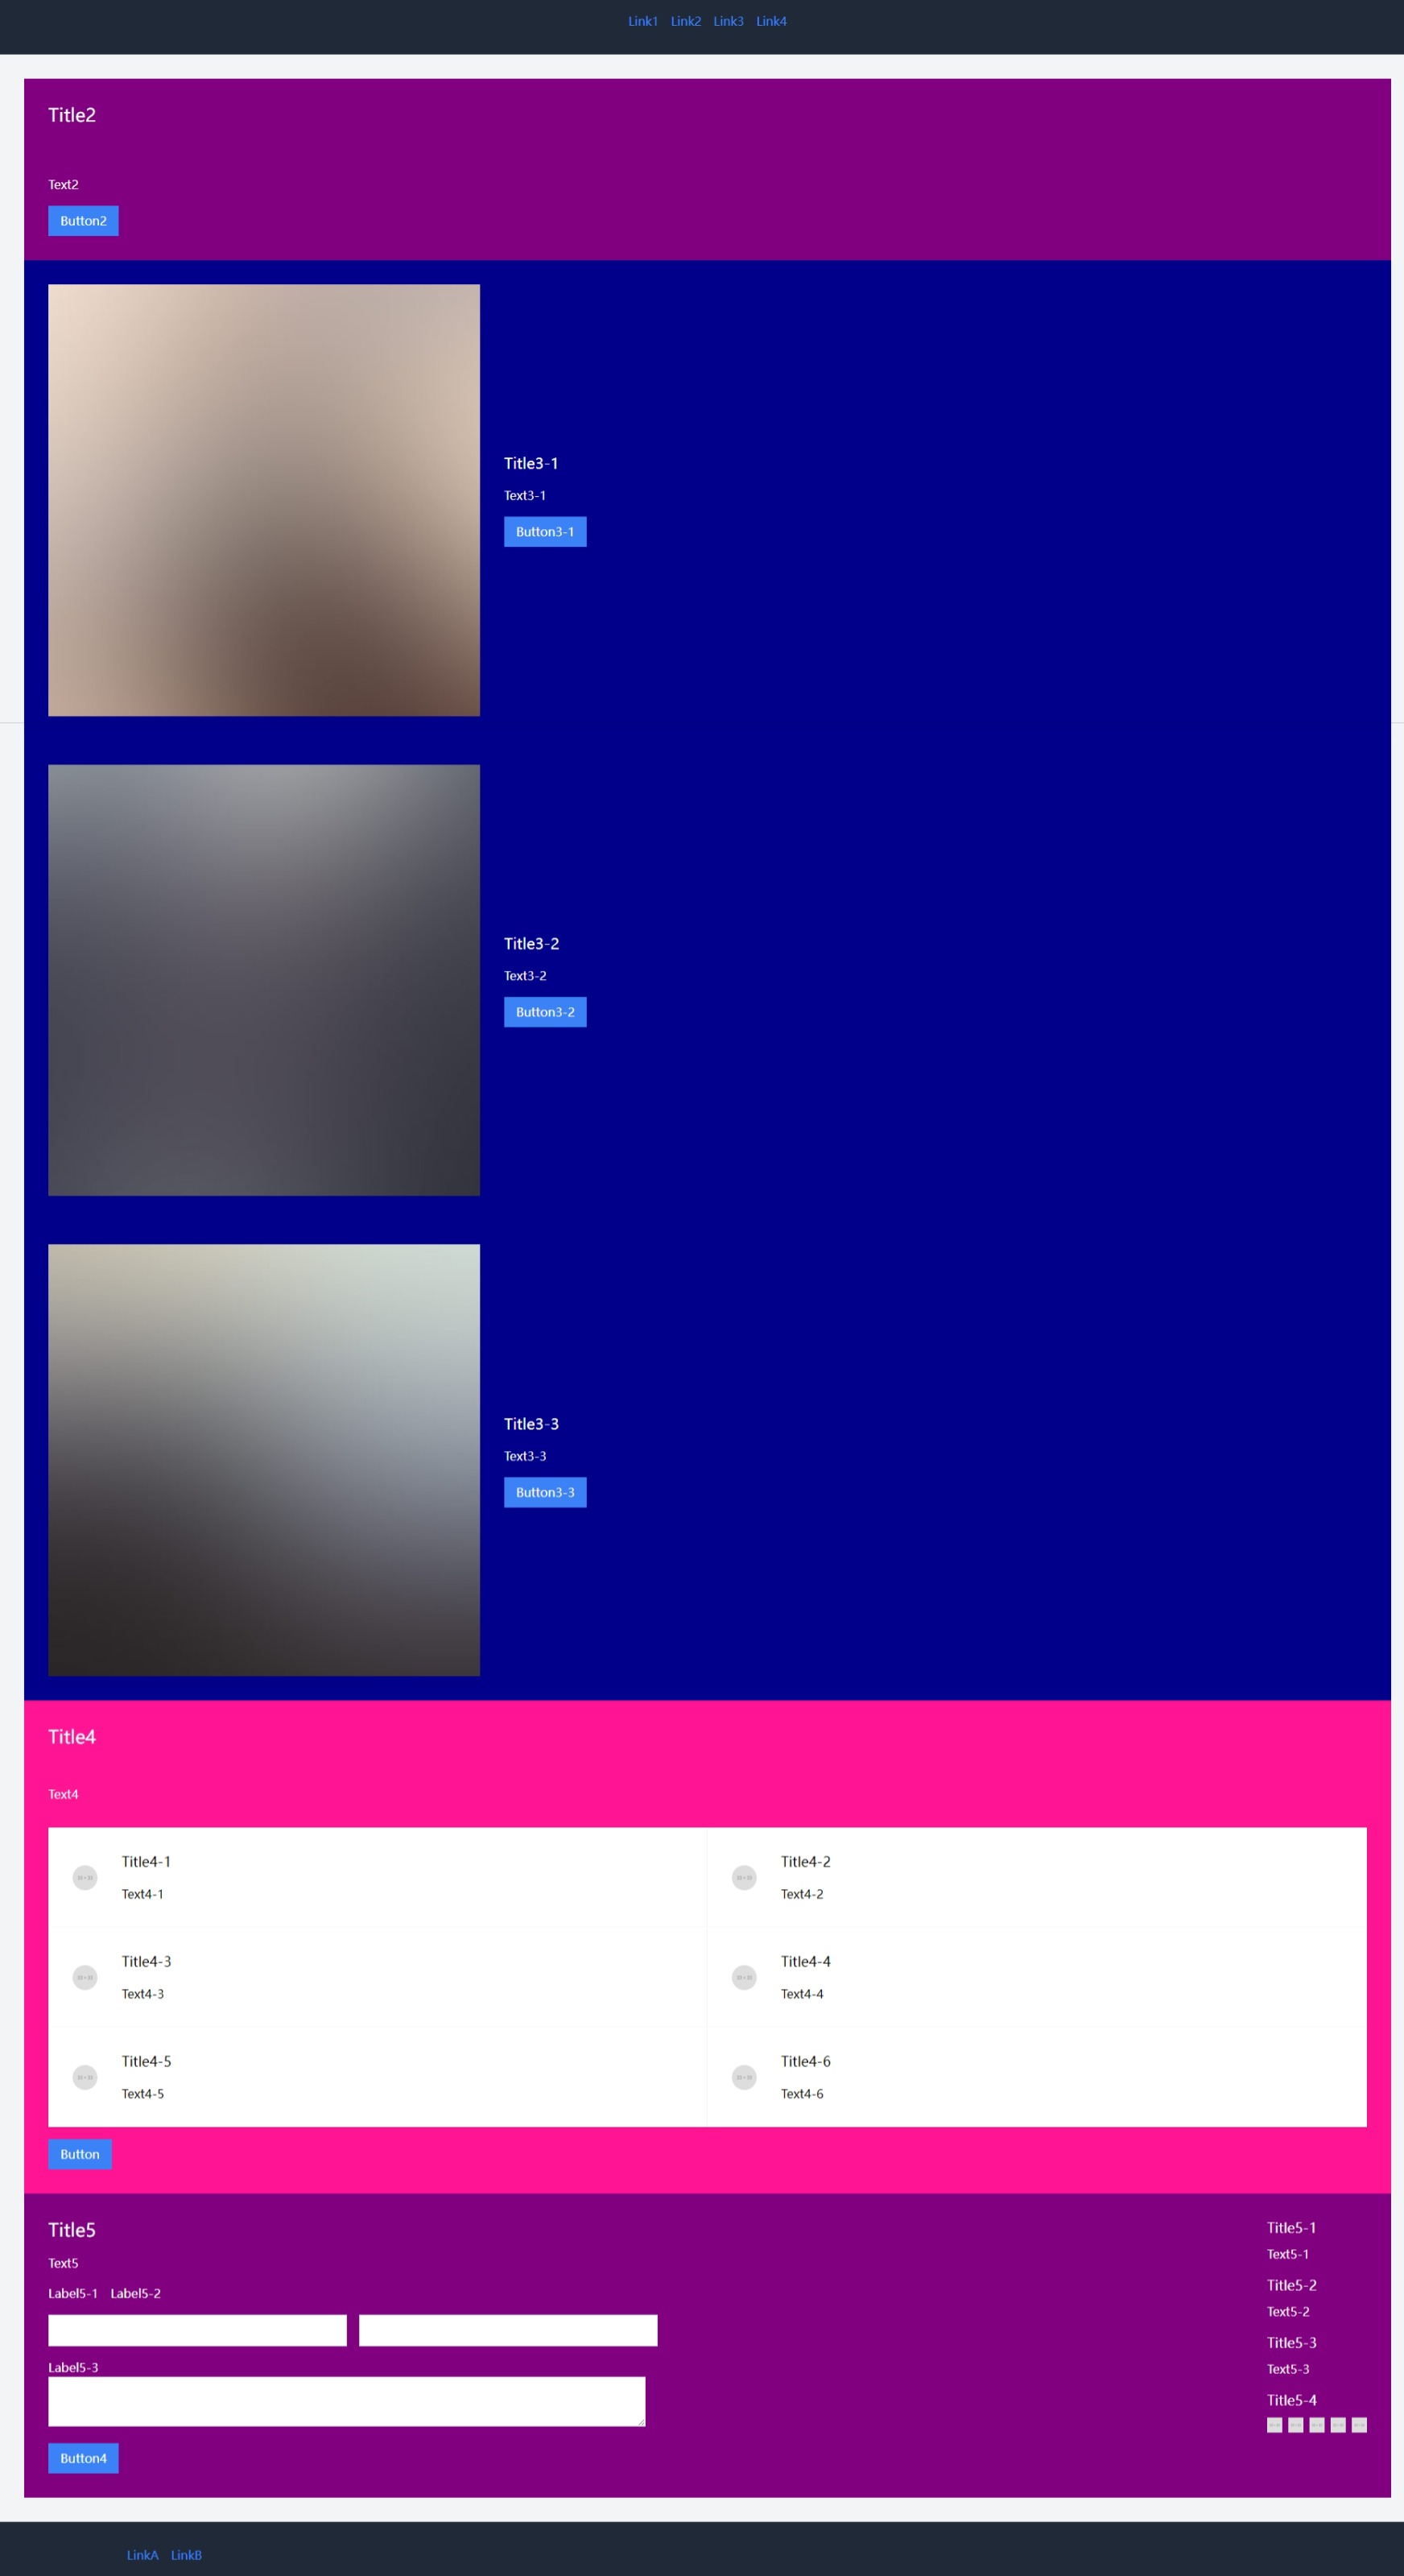 Link1 Link2 Link3 Link4
Title2
Text2
Button2
Title3-1
Text3-1
Button3-1
Title3-2
Text3-2
Button3-2
Title3-3
Text3-3
Button3-3
Title4
Text4
Title4-1
Text4-1
Title4-2
Text4-2
Title4-3
Text4-3
Title4-4
Text4-4
Title4-5
Text4-5
Title4-6
Text4-6
Button
Title5
Text5
Label5-1 Label5-2
Label5-3
Button4
Title5-1
Text5-1
Title5-2
Text5-2
Title5-3
Text5-3
Title5-4
LinkA LinkB